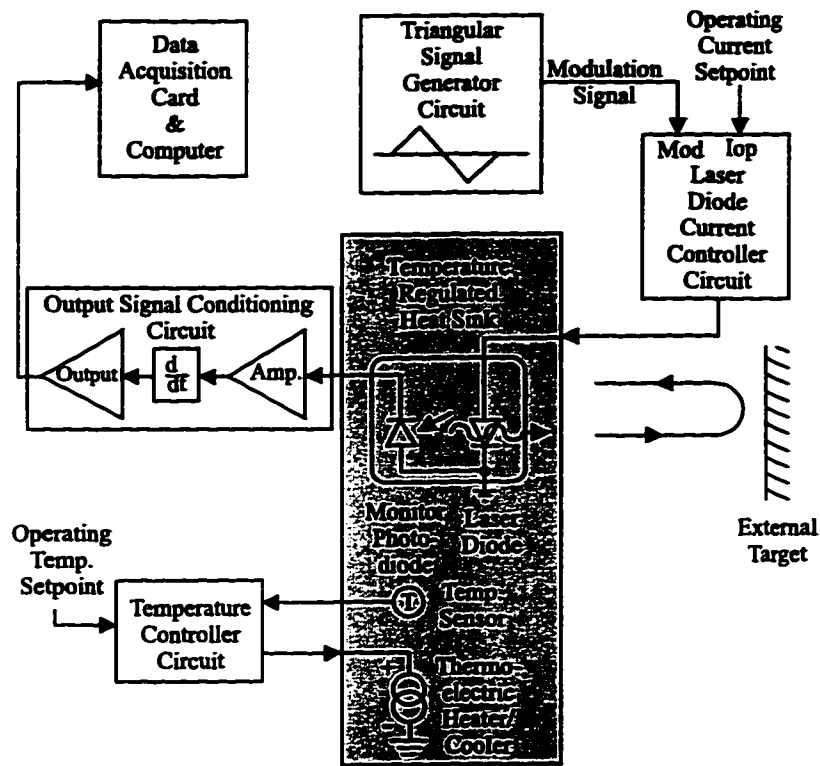 Data
Acquisition
Card
&
Computer
Triangular
Signal
Generator
Circuit
Modulation
Signal
Operating
Current
Setpoint
Mod Iop
Laser
Diode
Current
Controller
Circuit
Temperature
Regulated
Heat Sink
Output Signal Conditioning
Circuit
Output
d
dt
Amp.
Monitor
Photo-
diode
Laser
Diode
External
Target
Operating
Temp.
Setpoint
Temperature
Controller
Circuit
T
Temp.
Sensor
+
Thermo-
electric
Heater/
Cooler
-